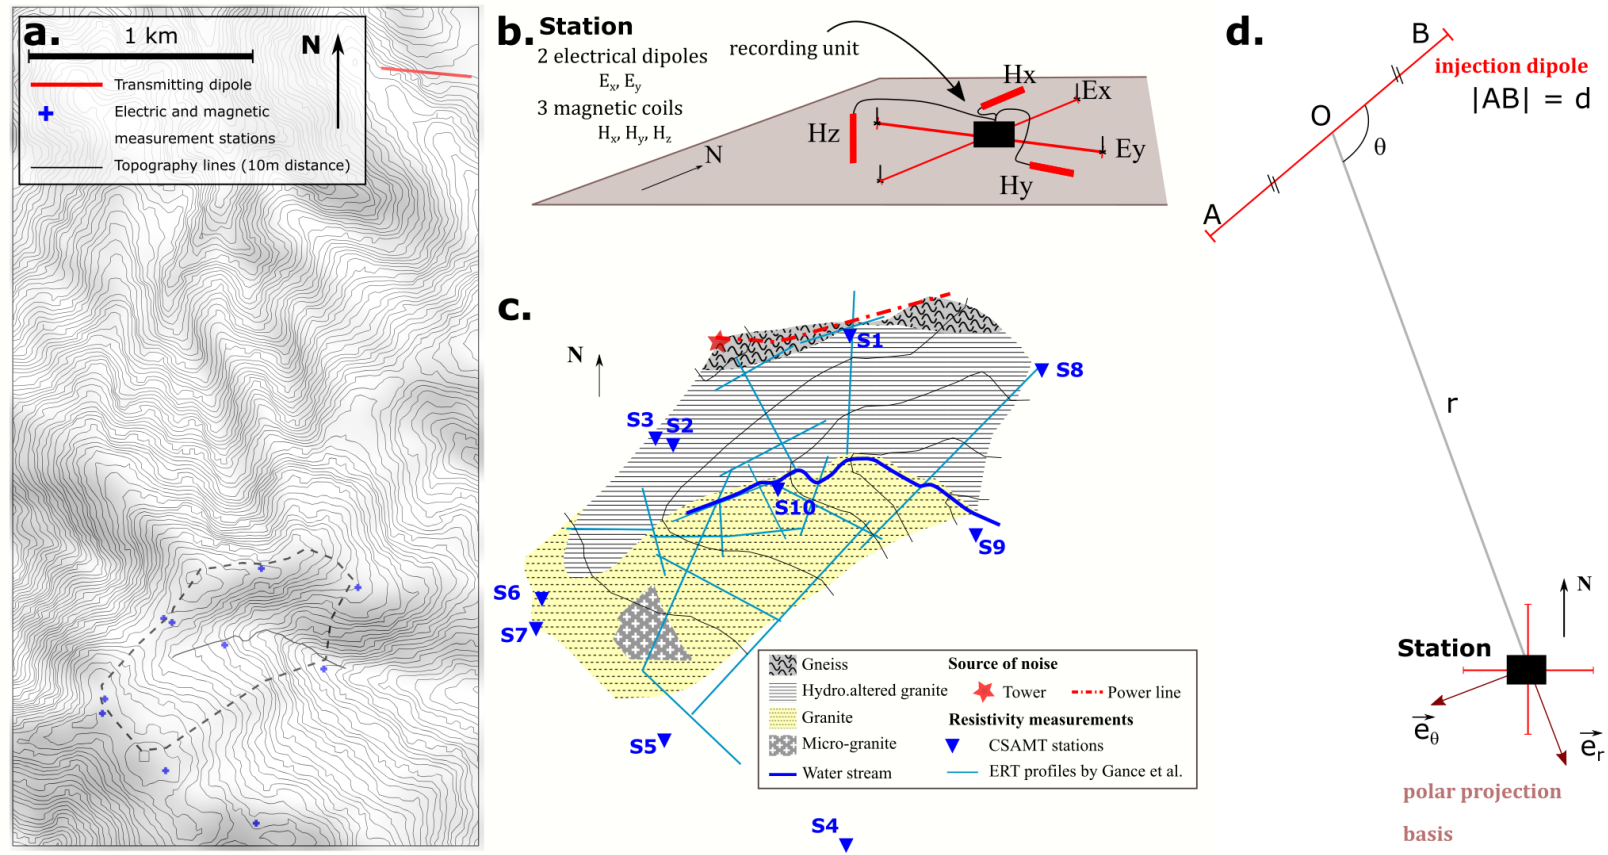 a.
1 km
N
Transmitting dipole
Electric and magnetic
measurement stations
Topography lines (10m distance)
b.
Station
2 electrical dipoles
Ex, Ey
3 magnetic coils
Hx, Hy, Hz
recording unit
Hx
Ex
Hz
N
Ey
Hy
c.
N
S1
S8
S3
S2
S10
S9
S6
S7
S5
S4
Gneiss
Hydro.altered granite
Granite
Micro-granite
Water stream
Source of noise
Tower
Power line
Resistivity measurements
CSAMT stations
ERT profiles by Gance et al.
d.
B
injection dipole
|AB| = d
O
θ
A
r
N
Station
eθ
er
polar projection
basis